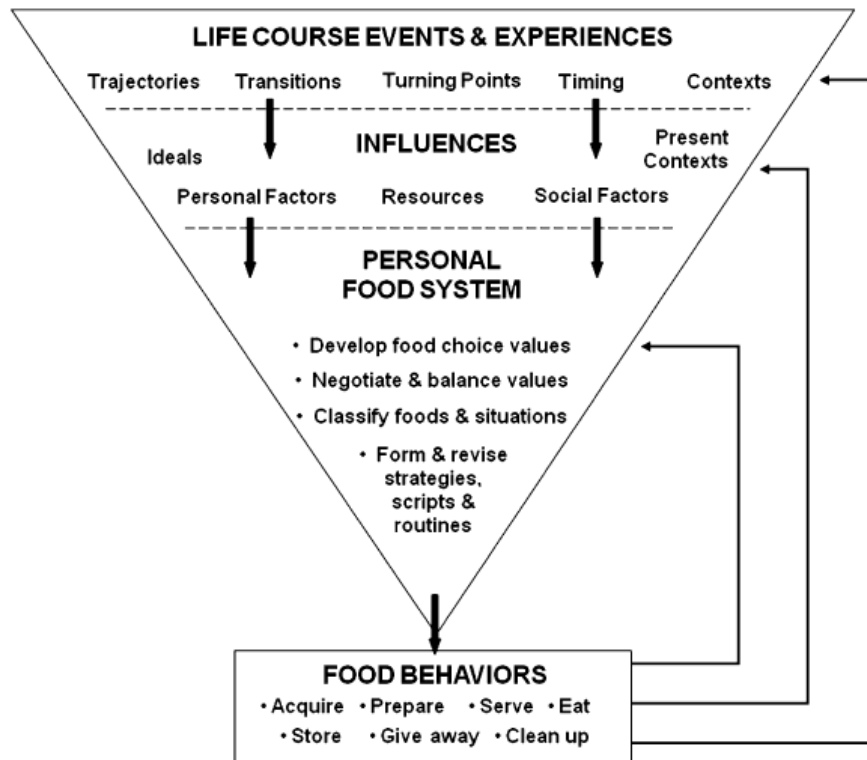 LIFE COURSE EVENTS & EXPERIENCES
Trajectories Transitions Turning Points Timing Contexts
INFLUENCES
Ideals
Present
Contexts
Personal Factors Resources Social Factors
PERSONAL
FOOD SYSTEM
• Develop food choice values
• Negotiate & balance values
• Classify foods & situations
• Form & revise
strategies,
scripts &
routines
FOOD BEHAVIORS
• Acquire • Prepare • Serve • Eat
• Store • Give away • Clean up